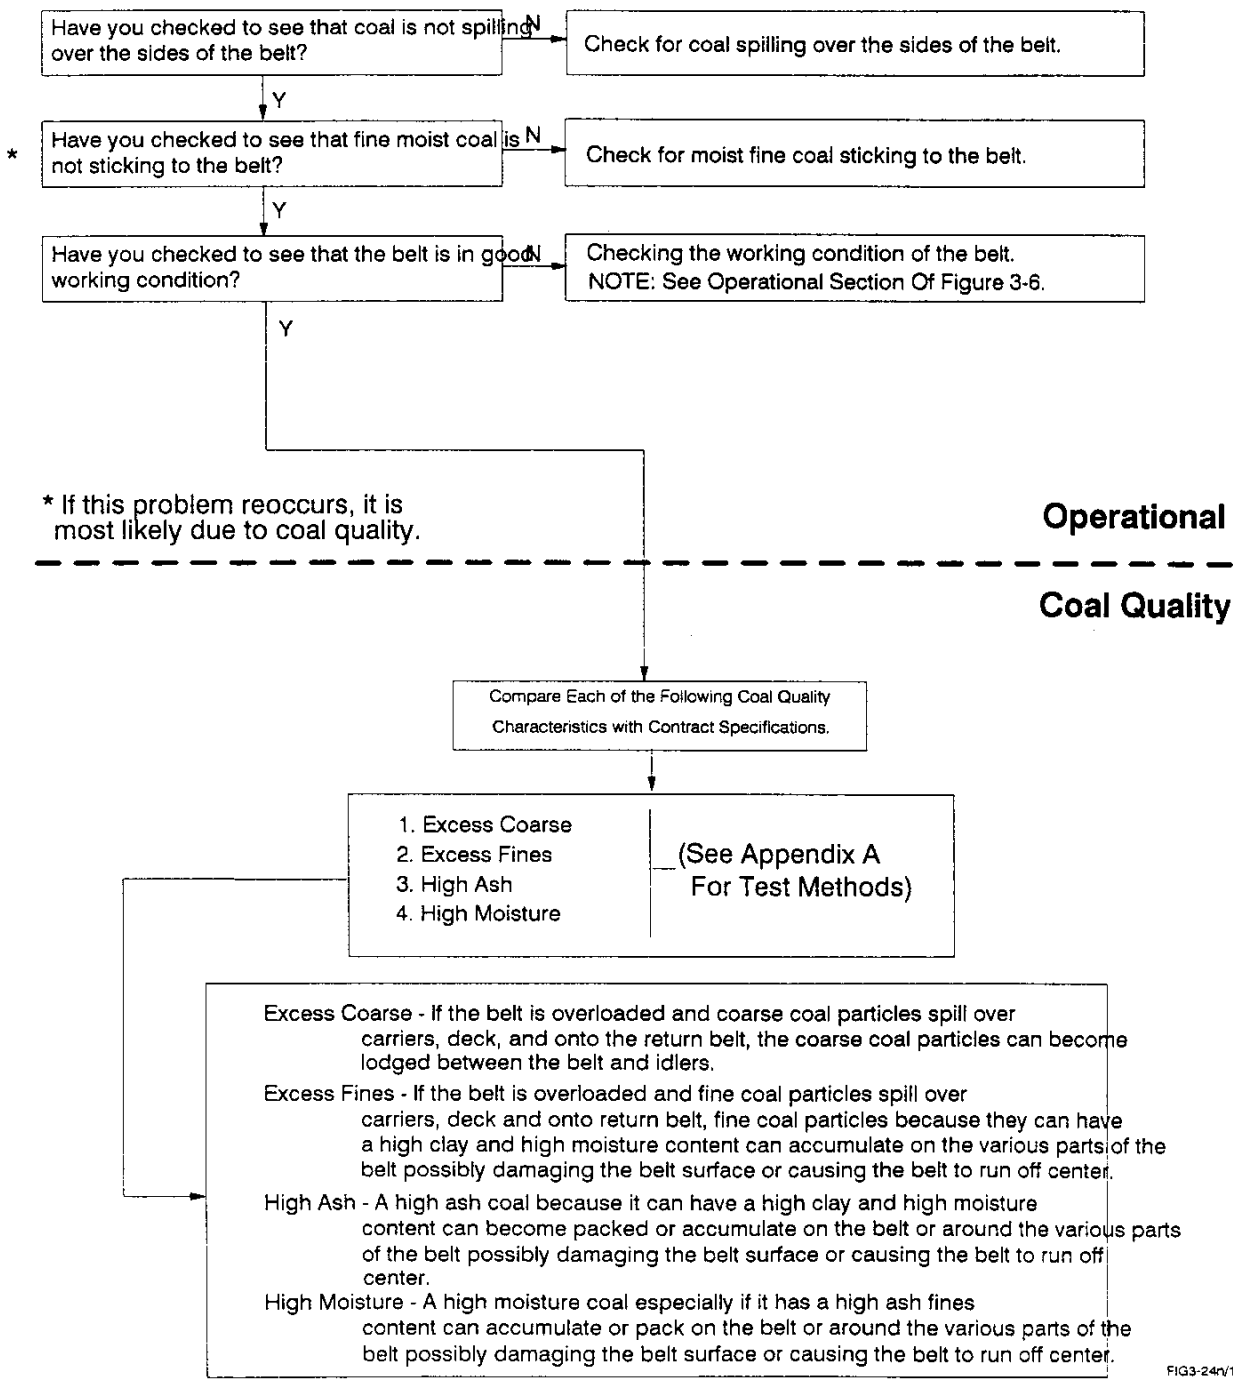 Have you checked to see that coal is not spilling
over the sides of the belt?
N
Check for coal spilling over the sides of the belt.
Y
*
Have you checked to see that fine moist coal is
not sticking to the belt?
N
Check for moist fine coal sticking to the belt.
Y
Have you checked to see that the belt is in good
working condition?
N
Checking the working condition of the belt.
NOTE: See Operational Section Of Figure 3-6.
Y
* If this problem reoccurs, it is
most likely due to coal quality.
Operational
Coal Quality
Compare Each of the Following Coal Quality
Characteristics with Contract Specifications.
1. Excess Coarse
2. Excess Fines
3. High Ash
4. High Moisture
(See Appendix A
For Test Methods)
Excess Coarse - If the belt is overloaded and coarse coal particles spill over
carriers, deck, and onto the return belt, the coarse coal particles can become
lodged between the belt and idlers.
Excess Fines - If the belt is overloaded and fine coal particles spill over
carriers, deck and onto return belt, fine coal particles because they can have
a high clay and high moisture content can accumulate on the various parts of the
belt possibly damaging the belt surface or causing the belt to run off center.
High Ash - A high ash coal because it can have a high clay and high moisture
content can become packed or accumulate on the belt or around the various parts
of the belt possibly damaging the belt surface or causing the belt to run off
center.
High Moisture - A high moisture coal especially if it has a high ash fines
content can accumulate or pack on the belt or around the various parts of the
belt possibly damaging the belt surface or causing the belt to run off center.
FIG3-24n/1